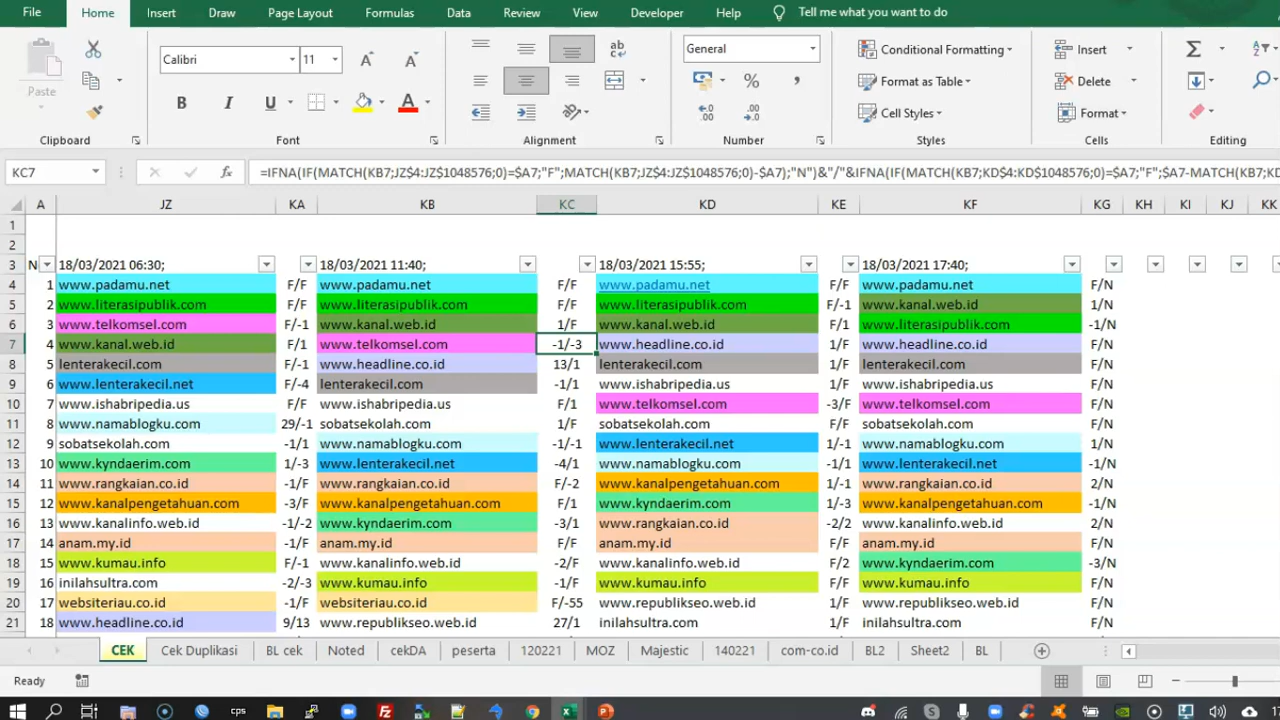 File Home Insert Draw Page Layout Formulas Data Review View Developer Help Tell me what you want to do
Paste
Calibri 11
B I U
General
% ,
Conditional Formatting
Format as Table
Cell Styles
Insert
Delete
Format
Clipboard Font Alignment Number Styles Cells Editing
KC7 fx =IFNA(IF(MATCH(KB7;JZ$4:JZ$1048576;0)=$A7;"F";MATCH(KB7;JZ$4:JZ$1048576;0)-$A7);"N")&"/"&IFNA(IF(MATCH(KB7;KD$4:KD$1048576;0)=$A7;"F";$A7-MATCH(KB7;KD
A JZ KA KB KC KD KE KF KG KH KI KJ KK
1
2
3 N 18/03/2021 06:30; 18/03/2021 11:40; 18/03/2021 15:55; 18/03/2021 17:40;
4 1 www.padamu.net F/F www.padamu.net F/F www.padamu.net F/F www.padamu.net F/N
5 2 www.literasipublik.com F/F www.literasipublik.com F/F www.literasipublik.com F/-1 www.kanal.web.id 1/N
6 3 www.telkomsel.com F/-1 www.kanal.web.id 1/F www.kanal.web.id F/1 www.literasipublik.com -1/N
7 4 www.kanal.web.id F/1 www.telkomsel.com -1/-3 www.headline.co.id F/F www.headline.co.id F/N
8 5 lenterakecil.com F/-1 www.headline.co.id 13/1 lenterakecil.com F/F lenterakecil.com F/N
9 6 www.lenterakecil.net F/-4 lenterakecil.com -1/1 www.ishabripedia.us 1/F www.ishabripedia.us F/N
10 7 www.ishabripedia.us F/F www.ishabripedia.us F/1 www.telkomsel.com -3/F www.telkomsel.com F/N
11 8 www.namablogku.com 29/-1 sobatsekolah.com 1/F sobatsekolah.com F/F sobatsekolah.com F/N
12 9 sobatsekolah.com -1/1 www.namablogku.com -1/-1 www.lenterakecil.net 1/-1 www.namablogku.com 1/N
13 10 www.kyndaerim.com 1/-3 www.lenterakecil.net -4/1 www.namablogku.com -1/1 www.lenterakecil.net -1/N
14 11 www.rangkaian.co.id F/F www.rangkaian.co.id F/-2 www.kanalpengetahuan.com 1/-1 www.rangkaian.co.id 2/N
15 12 www.kanalpengetahuan.com -3/F www.kanalpengetahuan.com F/1 www.kyndaerim.com 1/-3 www.kanalpengetahuan.com -1/N
16 13 www.kanalinfo.web.id -1/-2 www.kyndaerim.com -3/1 www.rangkaian.co.id -2/2 www.kanalinfo.web.id 2/N
17 14 anam.my.id -1/F anam.my.id F/F anam.my.id F/F anam.my.id F/N
18 15 www.kumau.info F/-1 www.kanalinfo.web.id -2/F www.kanalinfo.web.id F/2 www.kyndaerim.com -3/N
19 16 inilahsultra.com -2/-3 www.kumau.info -1/F www.kumau.info F/F www.kumau.info F/N
20 17 websiteriau.co.id -1/F websiteriau.co.id F/-55 www.republikseo.web.id 1/F www.republikseo.web.id F/N
21 18 www.headline.co.id 9/13 www.republikseo.web.id 27/1 inilahsultra.com 1/F inilahsultra.com F/N
CEK Cek Duplikasi BL cek Noted cekDA peserta 120221 MOZ Majestic 140221 com-co.id BL2 Sheet2 BL
Ready
cps